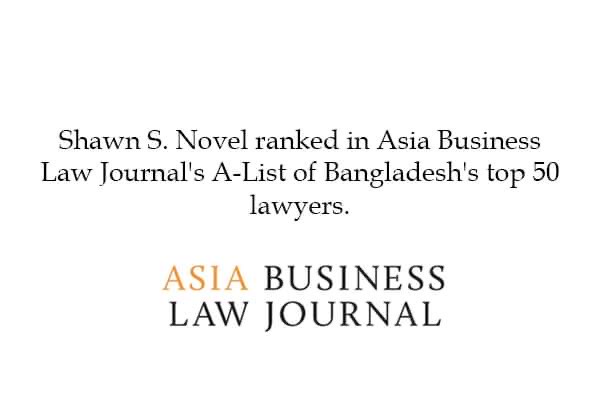 Shawn S. Novel ranked in Asia Business
Law Journal's A-List of Bangladesh's top 50
lawyers.
ASIA BUSINESS
LAW JOURNAL